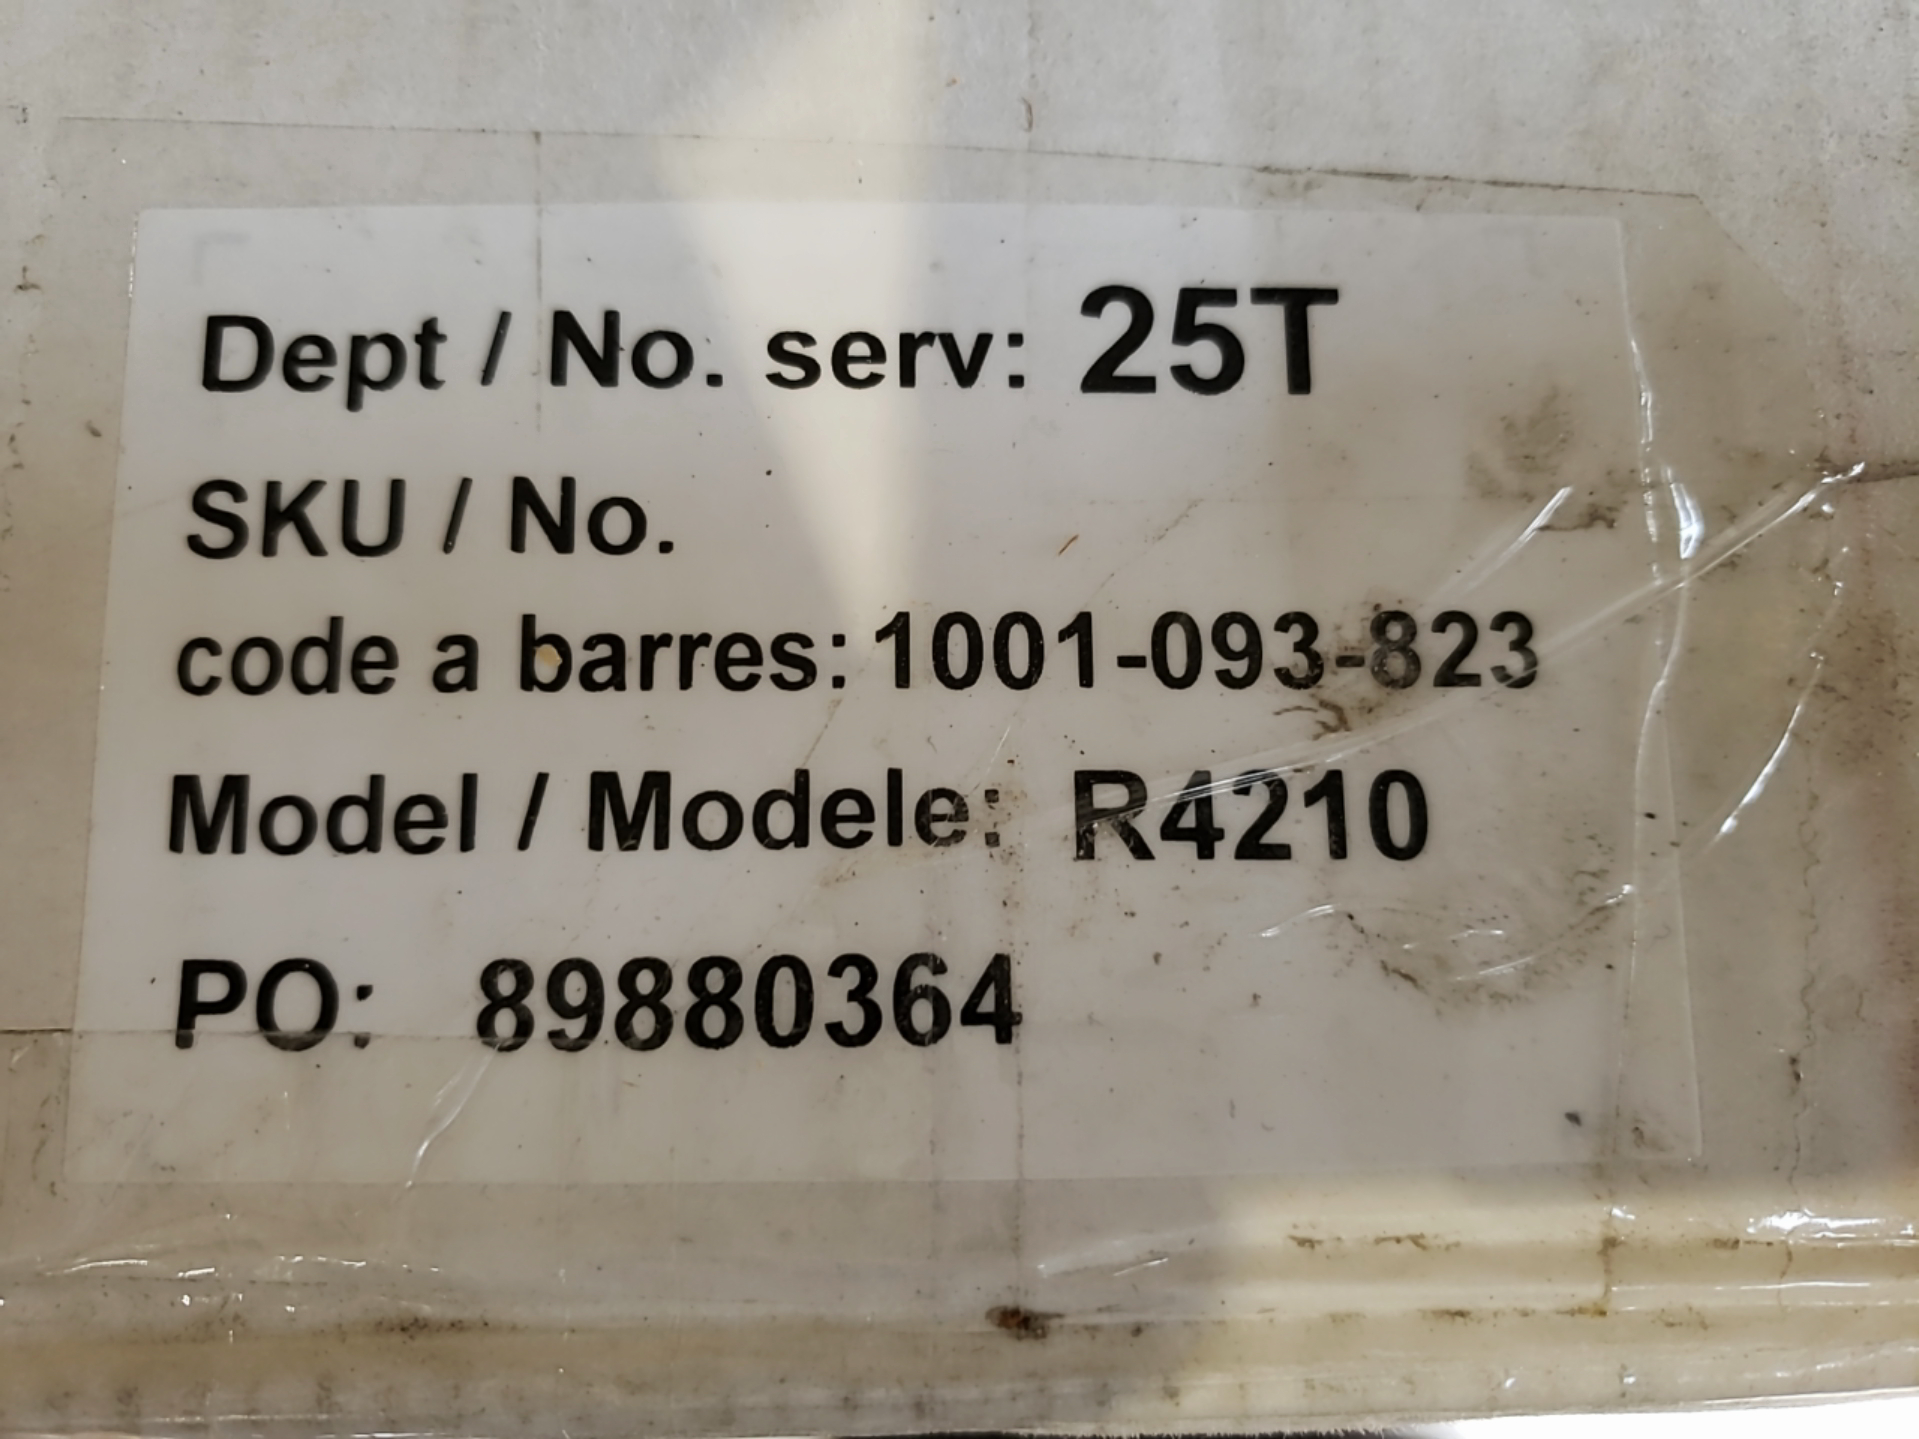 Dept / No. serv: 25T
SKU / No.
code a barres: 1001-093-823
Model / Modele: R4210
PO: 89880364